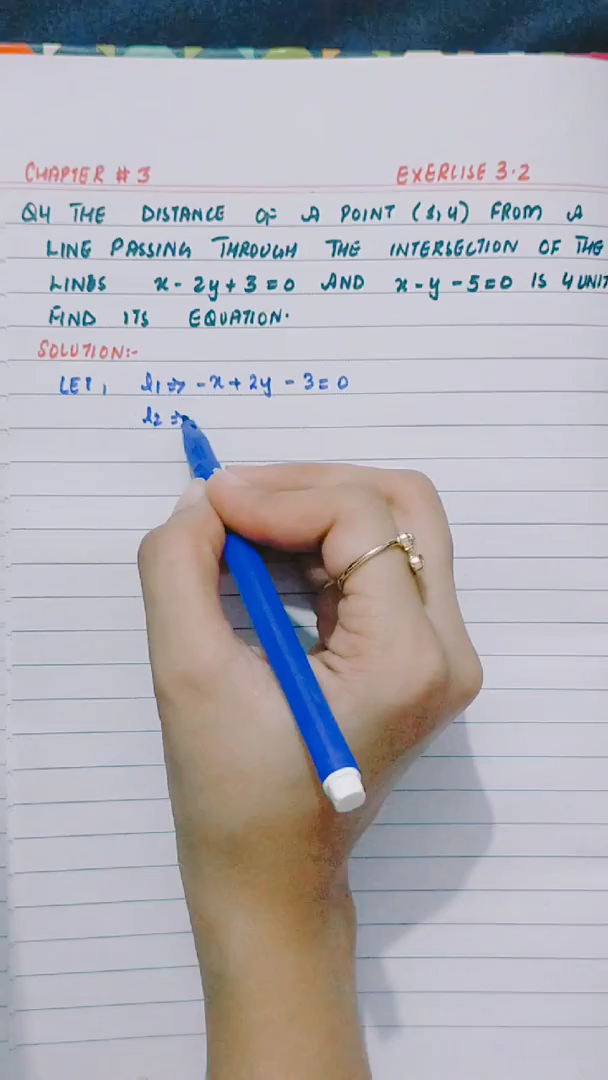 CHAPTER # 3 EXERCISE 3.2
Q4 THE DISTANCE OF A POINT (1,4) FROM A
LINE PASSING THROUGH THE INTERSECTION OF THE
LINES x - 2y + 3 = 0 AND x - y - 5 = 0 IS 4 UNIT
FIND ITS EQUATION.
SOLUTION:-
LET, l1 => -x + 2y - 3 = 0
l2 =>